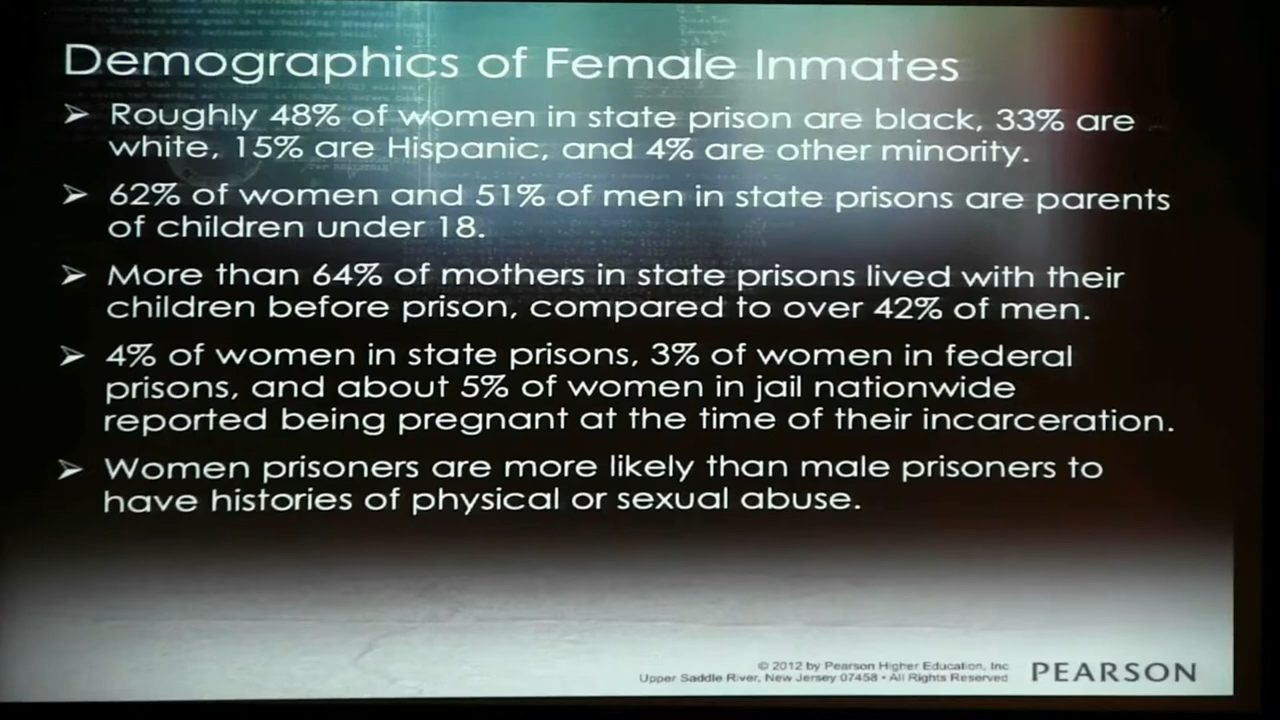 Demographics of Female Inmates
➢ Roughly 48% of women in state prison are black, 33% are
white, 15% are Hispanic, and 4% are other minority.
➢ 62% of women and 51% of men in state prisons are parents
of children under 18.
➢ More than 64% of mothers in state prisons lived with their
children before prison, compared to over 42% of men.
➢ 4% of women in state prisons, 3% of women in federal
prisons, and about 5% of women in jail nationwide
reported being pregnant at the time of their incarceration.
➢ Women prisoners are more likely than male prisoners to
have histories of physical or sexual abuse.
© 2012 by Pearson Higher Education, Inc
Upper Saddle River, New Jersey 07458 • All Rights Reserved
PEARSON